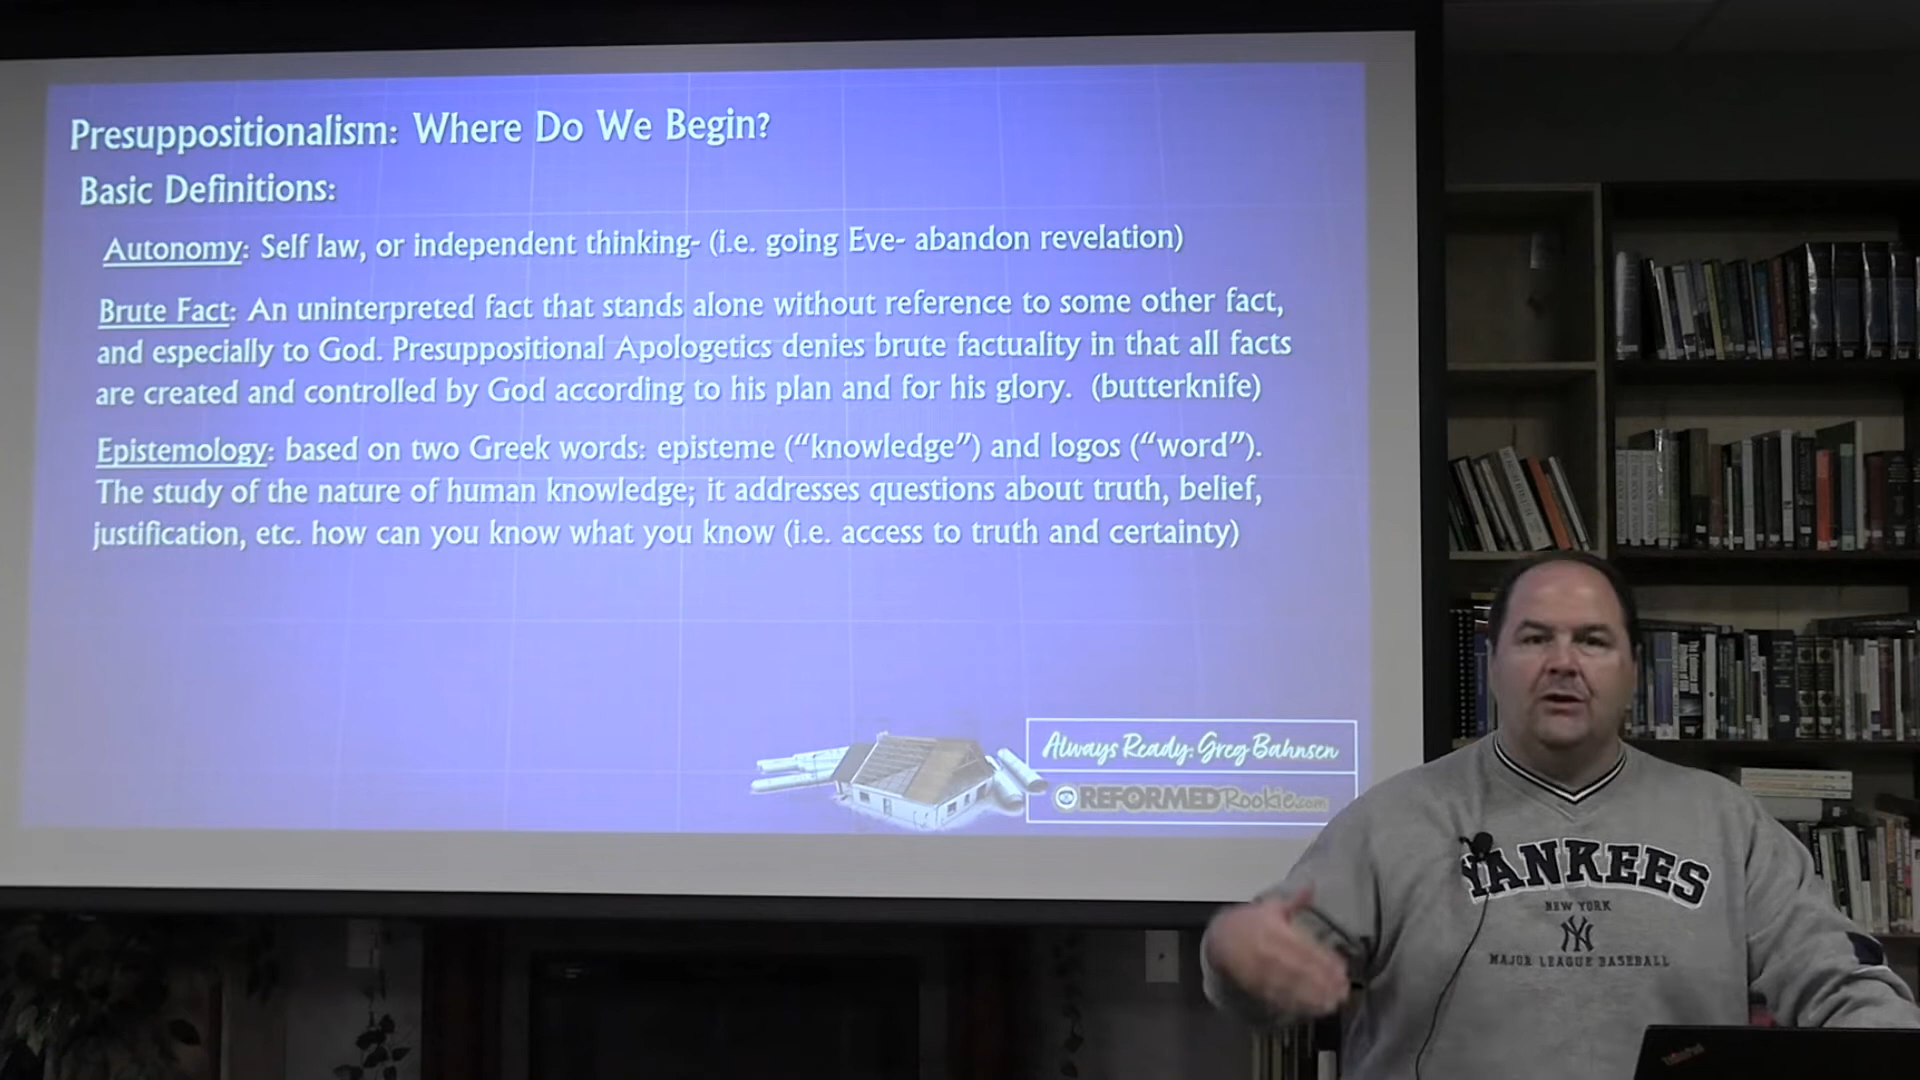 Presuppositionalism: Where Do We Begin?
Basic Definitions:
Autonomy: Self law, or independent thinking- (i.e. going Eve- abandon revelation)
Brute Fact: An uninterpreted fact that stands alone without reference to some other fact,
and especially to God. Presuppositional Apologetics denies brute factuality in that all facts
are created and controlled by God according to his plan and for his glory. (butterknife)
Epistemology: based on two Greek words: episteme (“knowledge”) and logos (“word”).
The study of the nature of human knowledge; it addresses questions about truth, belief,
justification, etc. how can you know what you know (i.e. access to truth and certainty)
Always Ready: Greg Bahnsen
REFORMEDRookie.com
YANKEES
NEW YORK
NY
MAJOR LEAGUE BASEBALL
ThinkPad